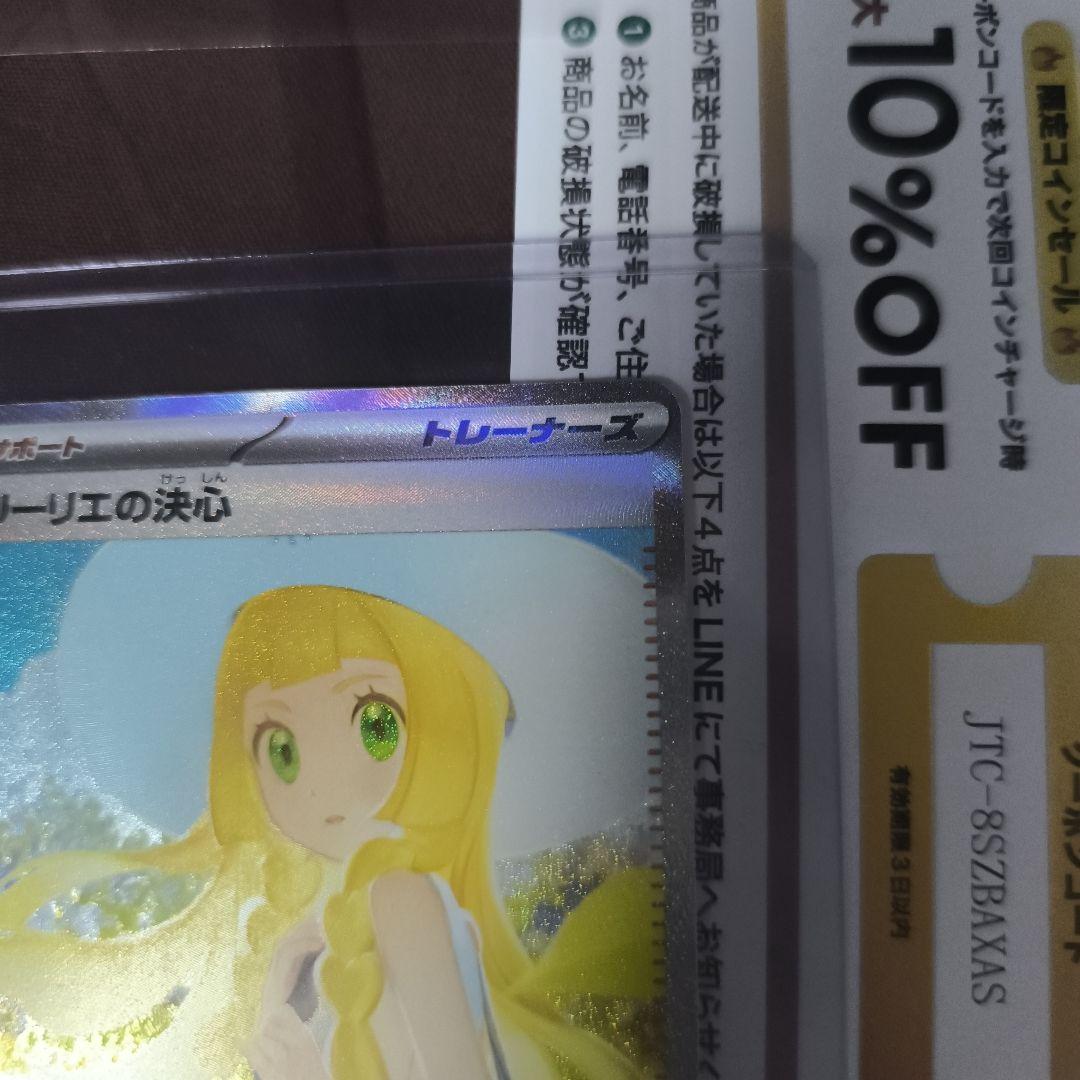 サポート
トレーナーズ
けっしん
リーリエの決心
限定コインセール
ーポンコードを入力で次回コインチャージ時
大
10%OFF
クーポンコード
JTC-8SZBAXAS
有効期限3日以内
商品が配送中に破損していた場合は以下4点をLINEにて事務局へお知らせく
1 お名前、電話番号、ご住
3 商品の破損状態が確認